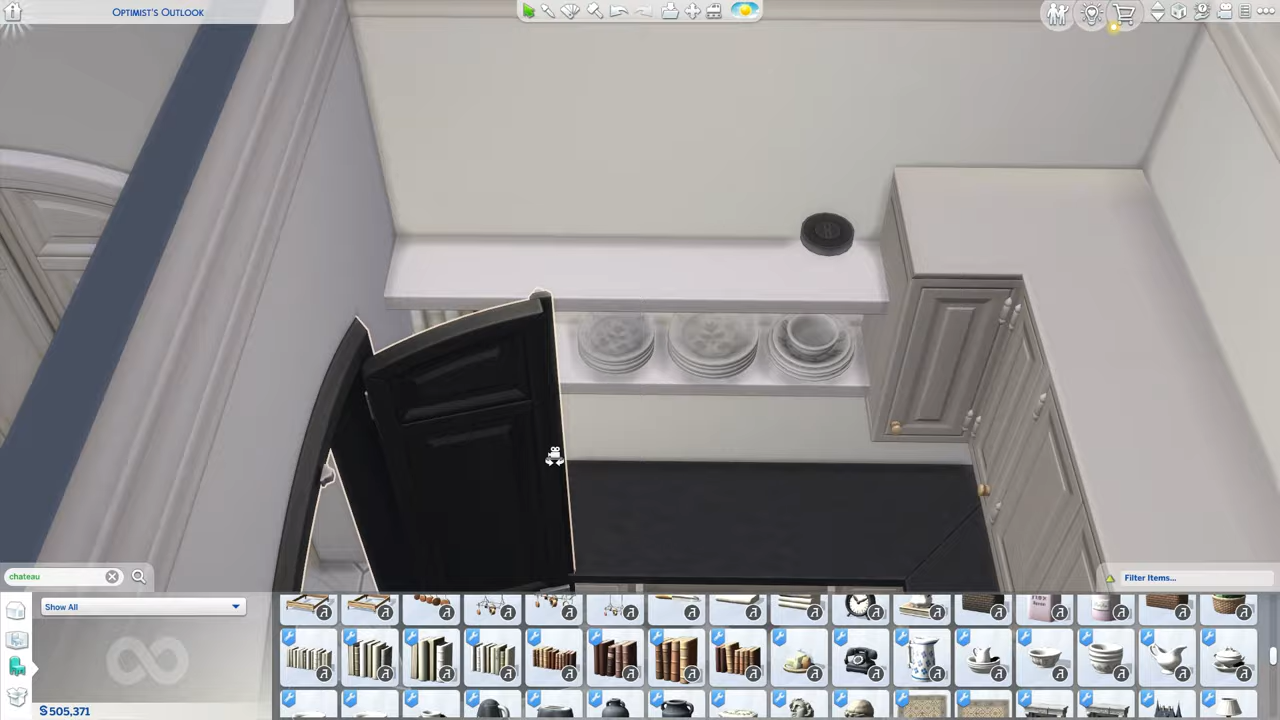 OPTIMIST'S OUTLOOK
chateau
Filter Items...
Show All
§505,371